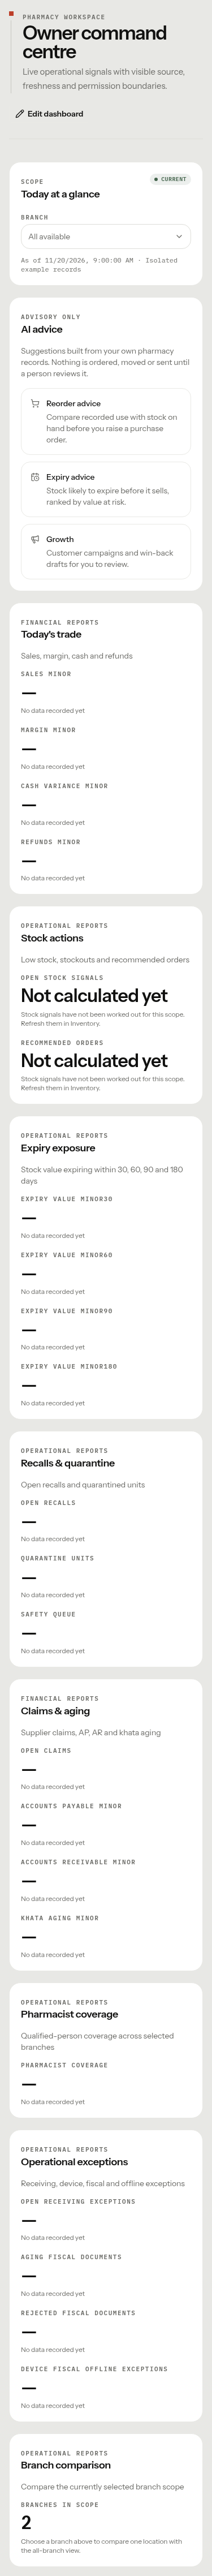 PHARMACY WORKSPACE
Owner command
centre
Live operational signals with visible source,
freshness and permission boundaries.
Edit dashboard
SCOPE
CURRENT
Today at a glance
BRANCH
All available
As of 11/20/2026, 9:00:00 AM · Isolated
example records
ADVISORY ONLY
AI advice
Suggestions built from your own pharmacy
records. Nothing is ordered, moved or sent until
a person reviews it.
Reorder advice
Compare recorded use with stock on
hand before you raise a purchase
order.
Expiry advice
Stock likely to expire before it sells,
ranked by value at risk.
Growth
Customer campaigns and win-back
drafts for you to review.
FINANCIAL REPORTS
Today's trade
Sales, margin, cash and refunds
SALES MINOR
—
No data recorded yet
MARGIN MINOR
—
No data recorded yet
CASH VARIANCE MINOR
—
No data recorded yet
REFUNDS MINOR
—
No data recorded yet
OPERATIONAL REPORTS
Stock actions
Low stock, stockouts and recommended orders
OPEN STOCK SIGNALS
Not calculated yet
Stock signals have not been worked out for this scope.
Refresh them in Inventory.
RECOMMENDED ORDERS
Not calculated yet
Stock signals have not been worked out for this scope.
Refresh them in Inventory.
OPERATIONAL REPORTS
Expiry exposure
Stock value expiring within 30, 60, 90 and 180
days
EXPIRY VALUE MINOR30
—
No data recorded yet
EXPIRY VALUE MINOR60
—
No data recorded yet
EXPIRY VALUE MINOR90
—
No data recorded yet
EXPIRY VALUE MINOR180
—
No data recorded yet
OPERATIONAL REPORTS
Recalls & quarantine
Open recalls and quarantined units
OPEN RECALLS
—
No data recorded yet
QUARANTINE UNITS
—
No data recorded yet
SAFETY QUEUE
—
No data recorded yet
FINANCIAL REPORTS
Claims & aging
Supplier claims, AP, AR and khata aging
OPEN CLAIMS
—
No data recorded yet
ACCOUNTS PAYABLE MINOR
—
No data recorded yet
ACCOUNTS RECEIVABLE MINOR
—
No data recorded yet
KHATA AGING MINOR
—
No data recorded yet
OPERATIONAL REPORTS
Pharmacist coverage
Qualified-person coverage across selected
branches
PHARMACIST COVERAGE
—
No data recorded yet
OPERATIONAL REPORTS
Operational exceptions
Receiving, device, fiscal and offline exceptions
OPEN RECEIVING EXCEPTIONS
—
No data recorded yet
AGING FISCAL DOCUMENTS
—
No data recorded yet
REJECTED FISCAL DOCUMENTS
—
No data recorded yet
DEVICE FISCAL OFFLINE EXCEPTIONS
—
No data recorded yet
OPERATIONAL REPORTS
Branch comparison
Compare the currently selected branch scope
BRANCHES IN SCOPE
2
Choose a branch above to compare one location with
the all-branch view.